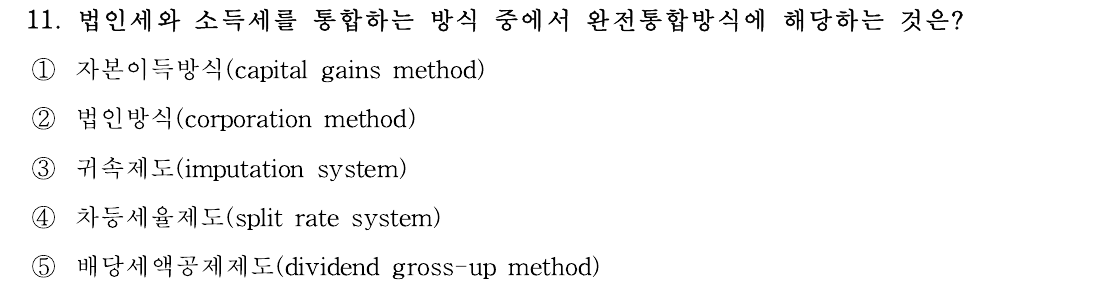 11. 법인세와 소득세를 통합하는 방식 중에서 완전통합방식에 해당하는 것은?
① 자본이득방식(capital gains method)
② 법인방식(corporation method)
③ 귀속제도(imputation system)
④ 차등세율제도(split rate system)
⑤ 배당세액공제제도(dividend gross-up method)